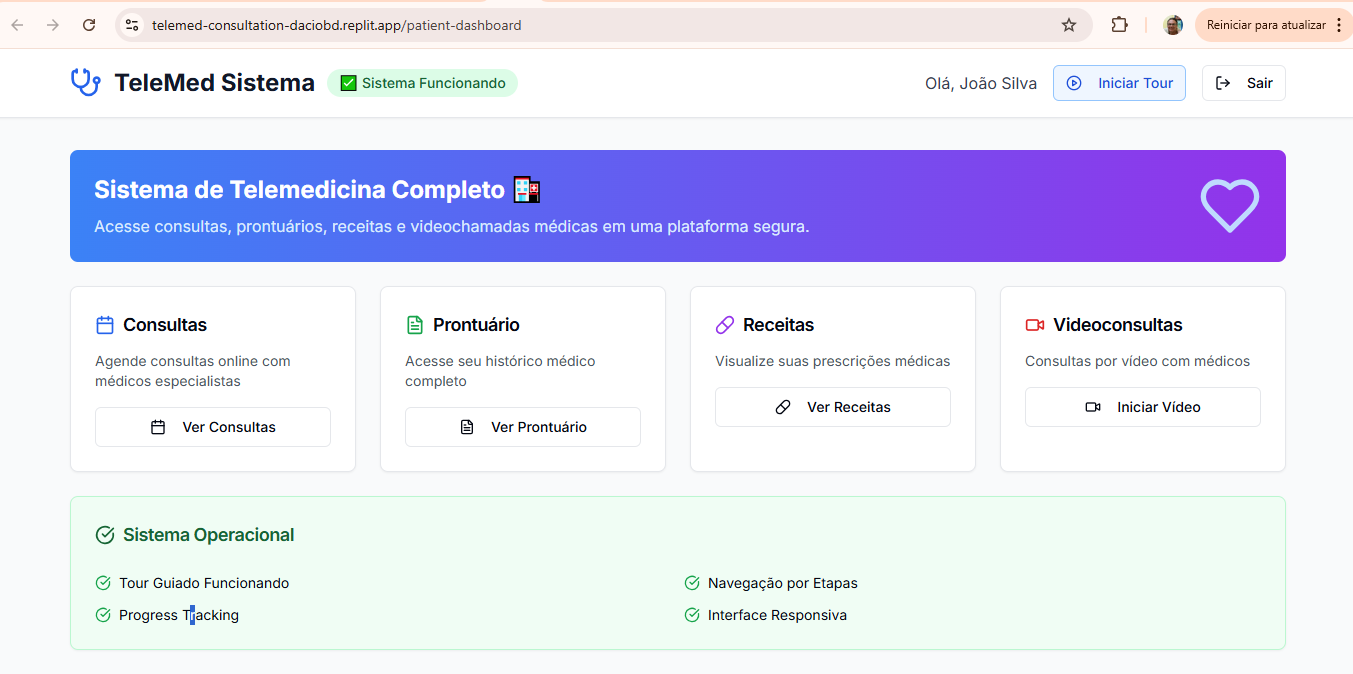 telemed-consultation-daciobd.replit.app/patient-dashboard
Reiniciar para atualizar
TeleMed Sistema
Sistema Funcionando
Olá, João Silva
Iniciar Tour
Sair
Sistema de Telemedicina Completo
Acesse consultas, prontuários, receitas e videochamadas médicas em uma plataforma segura.
Consultas
Agende consultas online com
médicos especialistas
Ver Consultas
Prontuário
Acesse seu histórico médico
completo
Ver Prontuário
Receitas
Visualize suas prescrições médicas
Ver Receitas
Videoconsultas
Consultas por vídeo com médicos
Iniciar Vídeo
Sistema Operacional
Tour Guiado Funcionando
Navegação por Etapas
Progress Tracking
Interface Responsiva